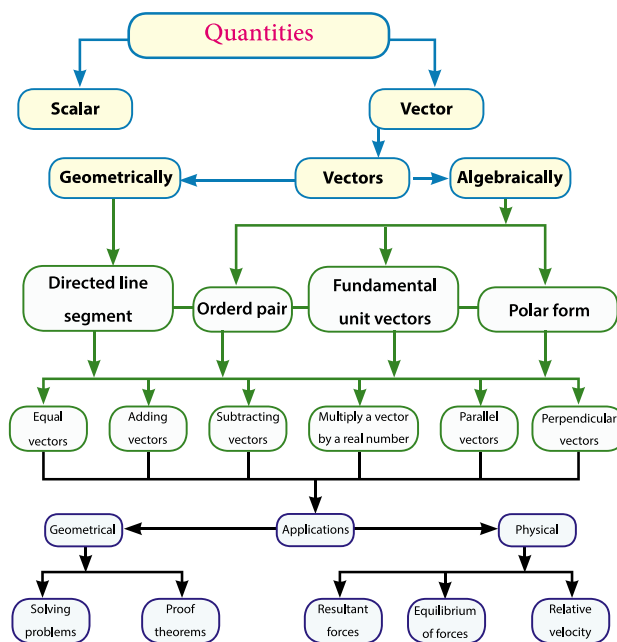 Quantities
Scalar
Vector
Geometrically
Vectors
Algebraically
Directed line
segment
Orderd pair
Fundamental
unit vectors
Polar form
Equal
vectors
Adding
vectors
Subtracting
vectors
Multiply a vector
by a real number
Parallel
vectors
Perpendicular
vectors
Geometrical
Applications
Physical
Solving
problems
Proof
theorems
Resultant
forces
Equilibrium
of forces
Relative
velocity